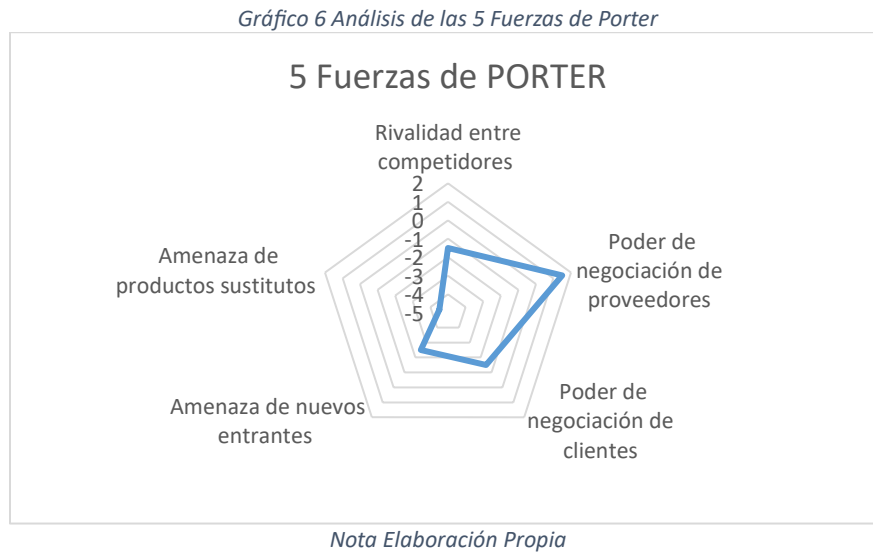 Gráfico 6 Análisis de las 5 Fuerzas de Porter
5 Fuerzas de PORTER
Rivalidad entre
competidores
2
1
0
-1
-2
-3
-4
-5
Poder de
negociación de
proveedores
Poder de
negociación de
clientes
Amenaza de nuevos
entrantes
Amenaza de
productos sustitutos
Nota Elaboración Propia